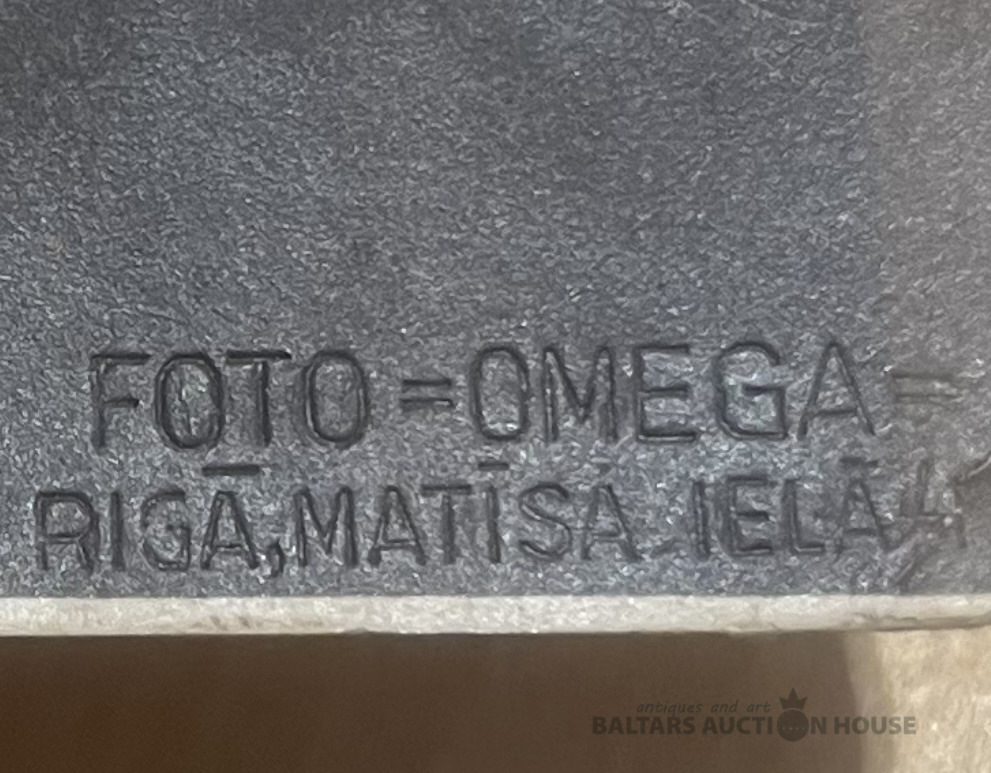 FOTO =OMEGA=
RIGĀ, MATĪSA IELĀ 4
antiques and art
BALTARS AUCTION HOUSE